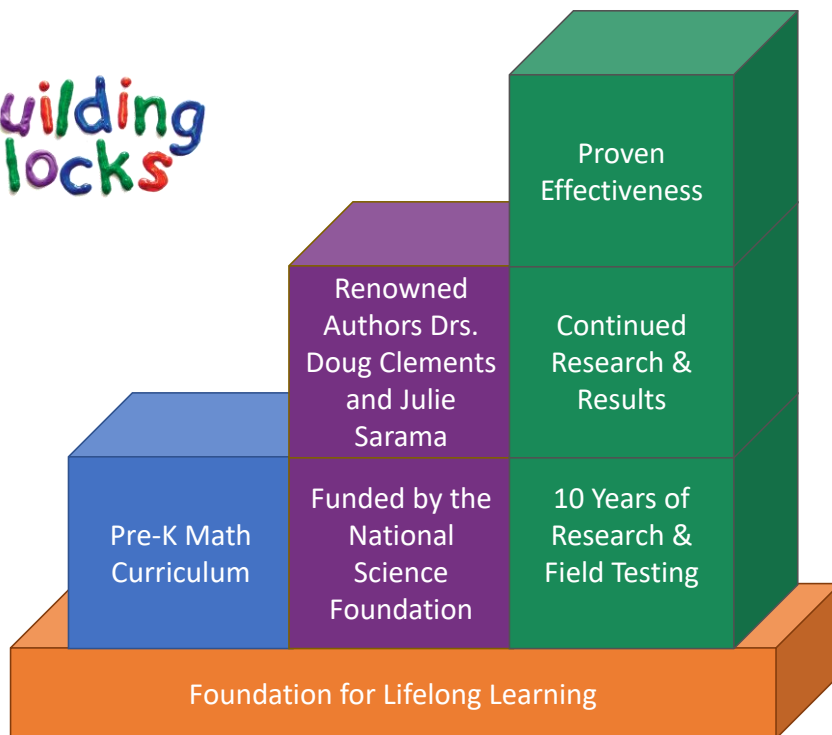 uilding
locks
Proven
Effectiveness
Renowned
Authors Drs.
Doug Clements
and Julie
Sarama
Continued
Research &
Results
Pre-K Math
Curriculum
Funded by the
National
Science
Foundation
10 Years of
Research &
Field Testing
Foundation for Lifelong Learning